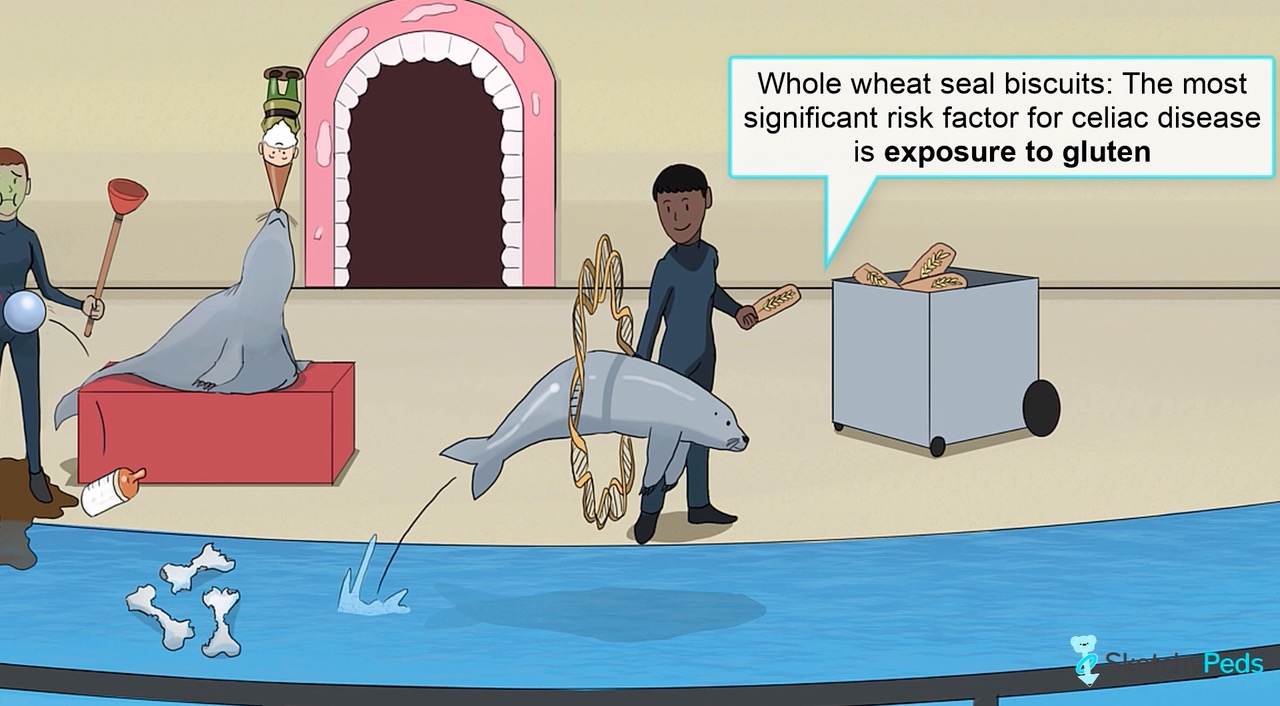 Whole wheat seal biscuits: The most
significant risk factor for celiac disease
is exposure to gluten
Sketchy Peds